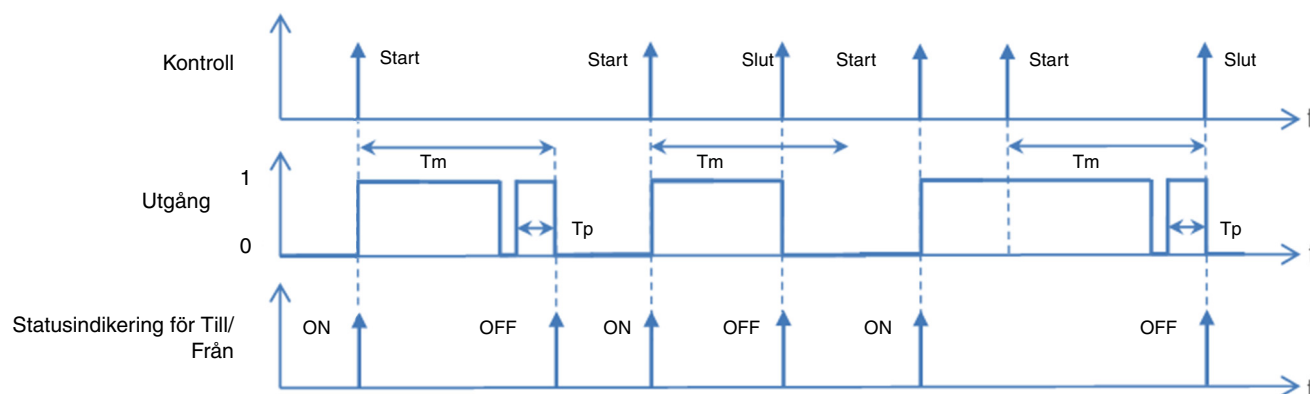 Kontroll
Start
Start
Slut
Start
Start
Slut
t
Tm
Tm
Tm
Utgång
1
0
Tp
Tp
Statusindikering för Till/
Från
ON
OFF
ON
OFF
ON
OFF